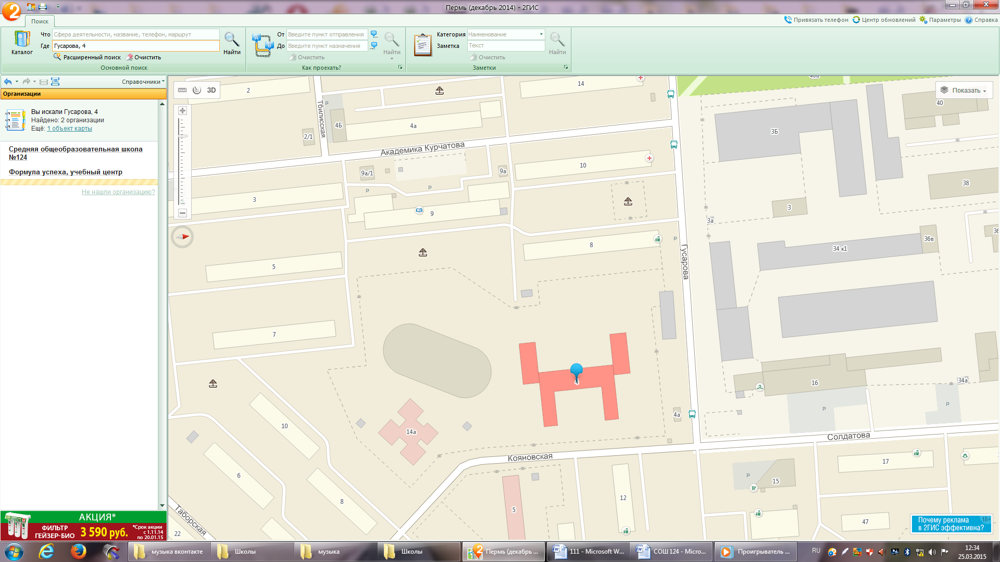 Пермь (декабрь 2014) - 2ГИС
Поиск
Привязать телефон
Центр обновлений
Параметры
Справка
Каталог
Что
Сфера деятельности, название, телефон, маршрут
Где
Гусарова, 4
Расширенный поиск
Очистить
Найти
Основной поиск
От
Введите пункт отправления
До
Введите пункт назначения
Очистить
Найти
Как проехать?
Категория
Наименование
Заметка
Текст
Очистить
Найти
Заметки
Справочники
Организации
Вы искали Гусарова, 4
Найдено: 2 организации
Ещё: 1 объект карты
Средняя общеобразовательная школа
№124
Формула успеха, учебный центр
Не нашли организацию?
АКЦИЯ*
ФИЛЬТР
ГЕЙЗЕР-БИО
3 590 руб.
*Срок акции
с 1.11.14
по 20.01.15
3D
Показать
2
14
40а
40
Тбилисская
Р
4Б
4а
2/1
3Б
Академика Курчатова
9а/1
9а
10
38
Р
Р
3
9
3
3а
8
Р
36в
36
34 к1
5
Гусарова
7
4
16
34а
Р
Р
4а
10
14а
Солдатова
Кояновская
17
6
Р
15
8
5
12
47
Таборская
22
Почему реклама
в 2ГИС эффективна?
18+
музыка вконтакте
Школы
музыка
Школы
Пермь (декабрь ...
111 - Microsoft W...
СОШ 124 - Micro...
Проигрыватель ...
RU
12:34
25.03.2015